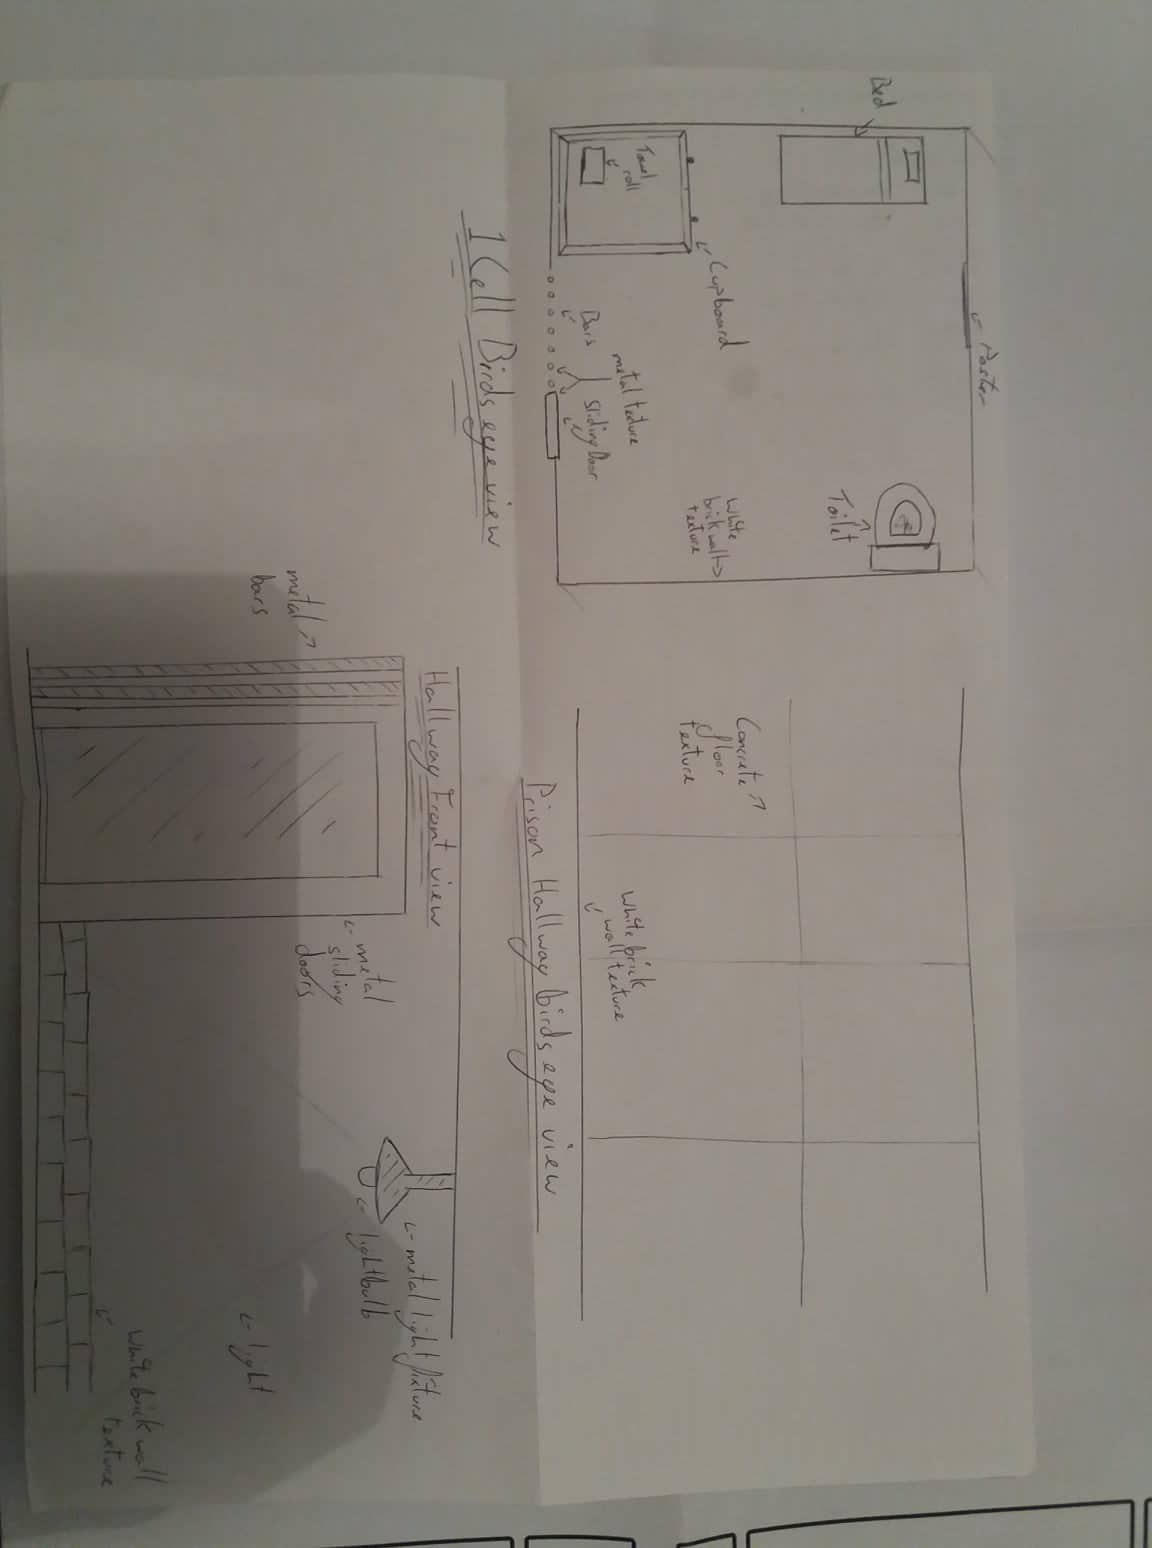 Bed
Poster
Toilet
Cupboard
Towel
roll
white
brick wall
texture
metal texture
Bars
Sliding Door
1 Cell Birds eye view
Concrete
floor
texture
White brick
wall texture
Prison Hallway birds eye view
Hallway Front view
metal
bars
metal
sliding
doors
metal light fixture
lightbulb
light
White brick wall
texture